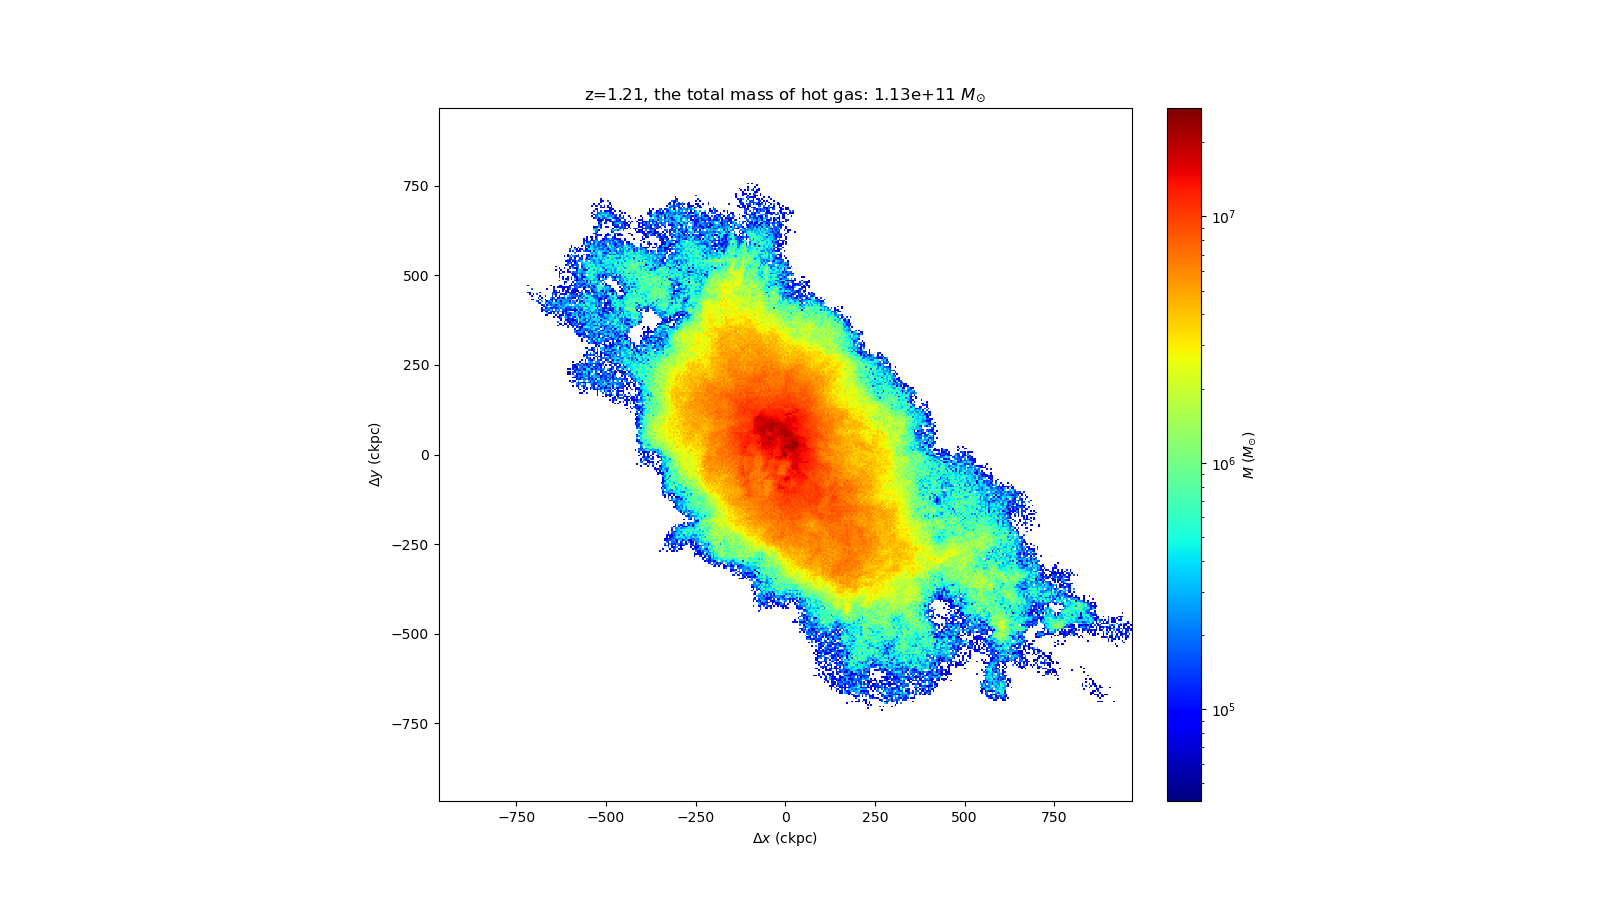 z=1.21, the total mass of hot gas: 1.13e+11 M⊙
750
500
250
0
−250
−500
−750
Δy (ckpc)
−750 −500 −250 0 250 500 750
Δx (ckpc)
10⁷
10⁶
10⁵
M (M⊙)